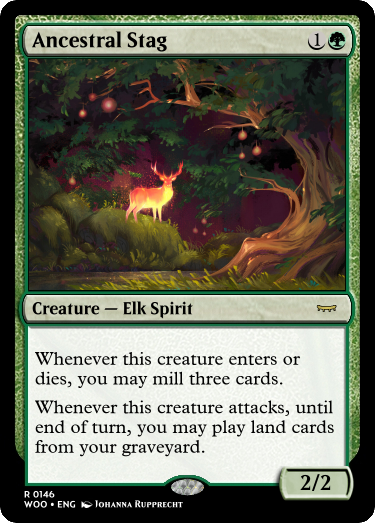 Ancestral Stag 1
Creature — Elk Spirit
Whenever this creature enters or
dies, you may mill three cards.
Whenever this creature attacks, until
end of turn, you may play land cards
from your graveyard.
2/2
R 0146
WOO • ENG Johanna Rupprecht